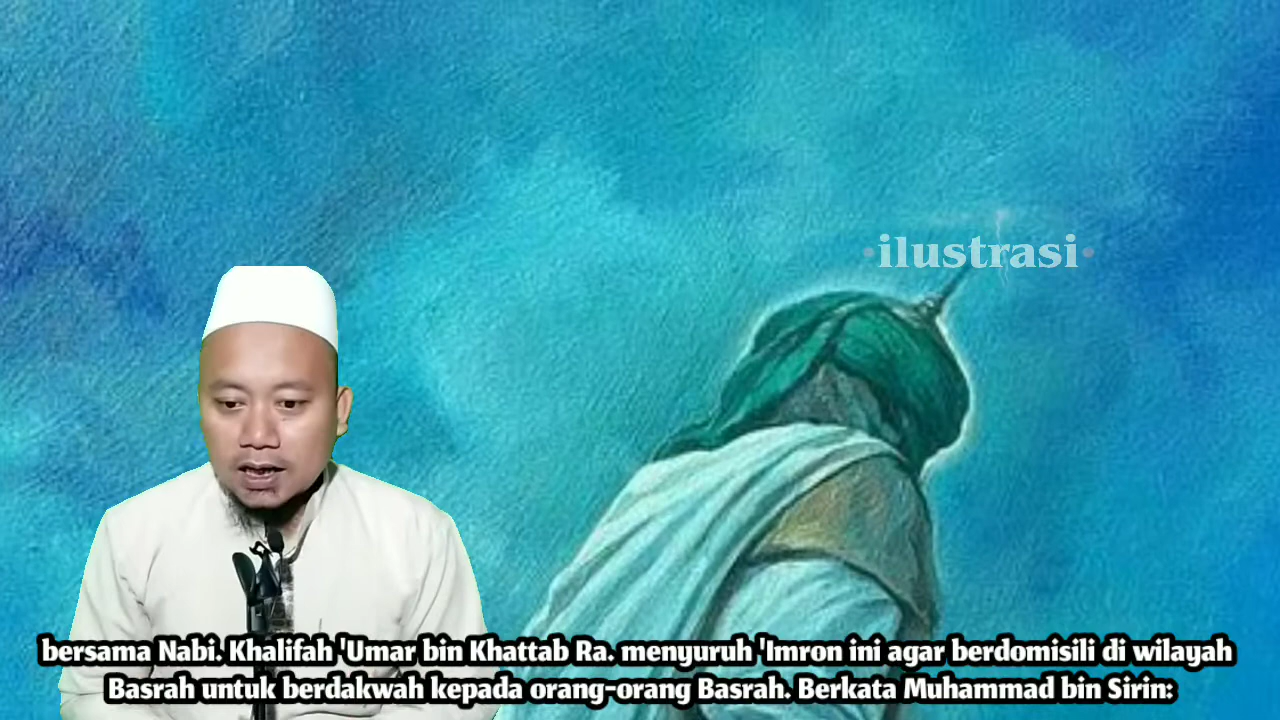 •ilustrasi•
bersama Nabi. Khalifah 'Umar bin Khattab Ra. menyuruh 'Imron ini agar berdomisili di wilayah
Basrah untuk berdakwah kepada orang-orang Basrah. Berkata Muhammad bin Sirin: